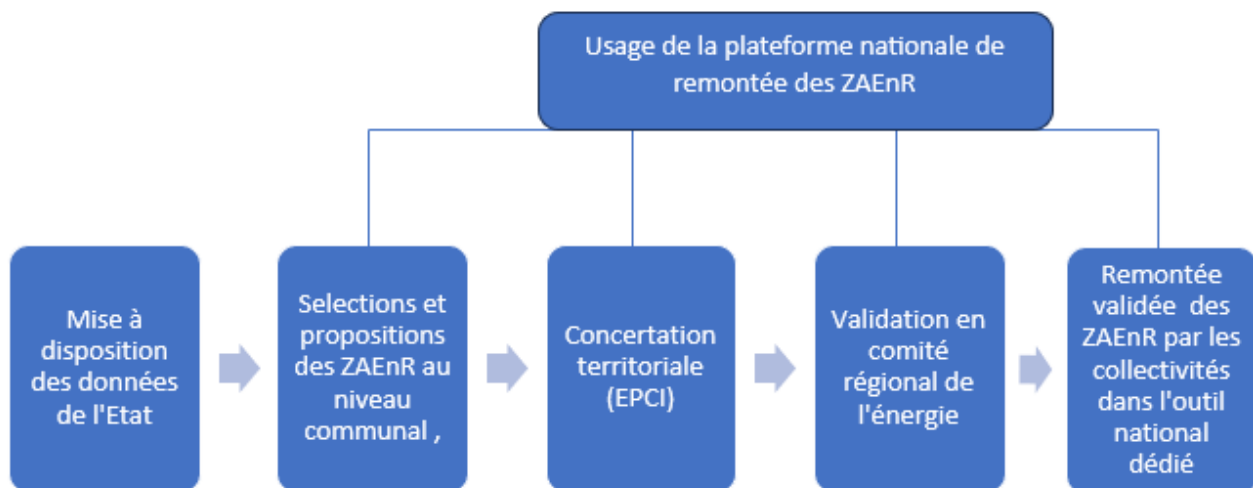 Usage de la plateforme nationale de
remontée des ZAEnR
Mise à
disposition
des données
de l'Etat
Selections et
propositions
des ZAEnR au
niveau
communal ,
Concertation
territoriale
(EPCI)
Validation en
comité
régional de
l'énergie
Remontée
validée des
ZAEnR par les
collectivités
dans l'outil
national
dédié